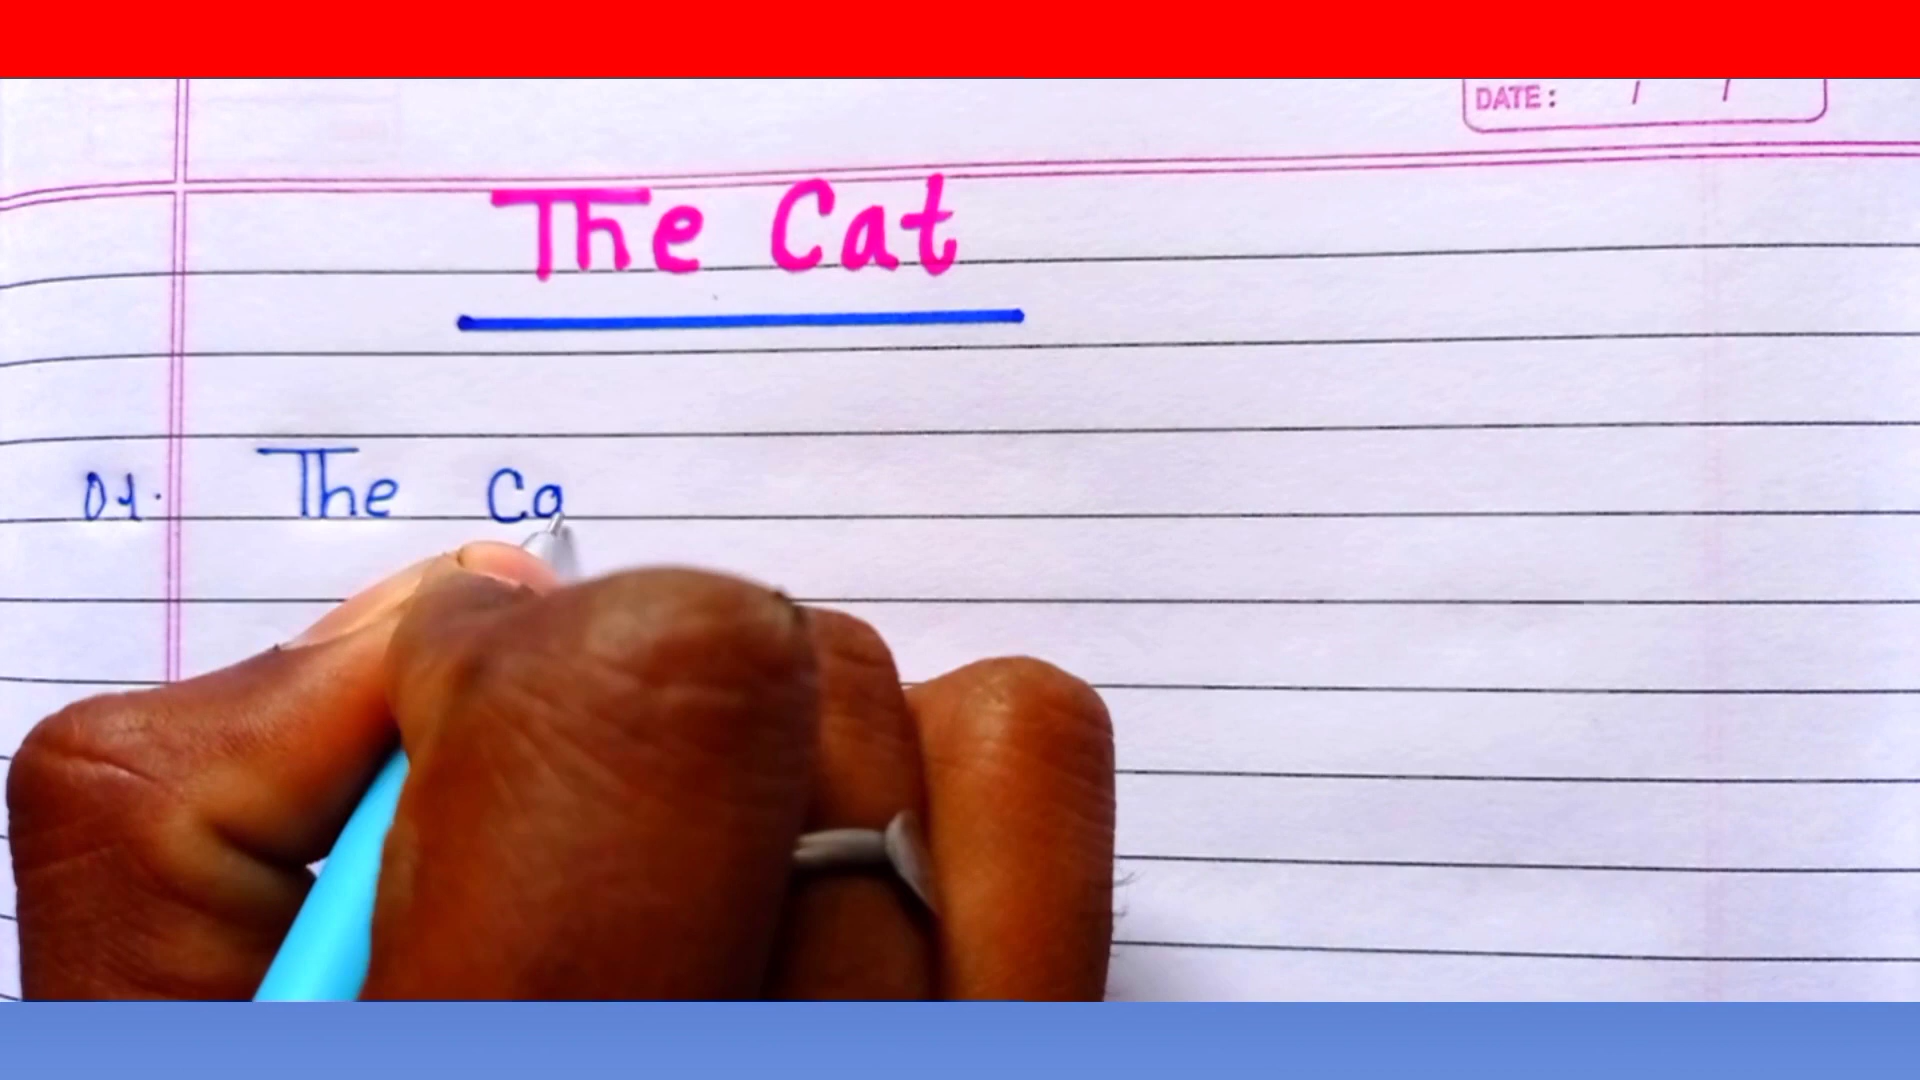 DATE: / /
The Cat
01. The Ca